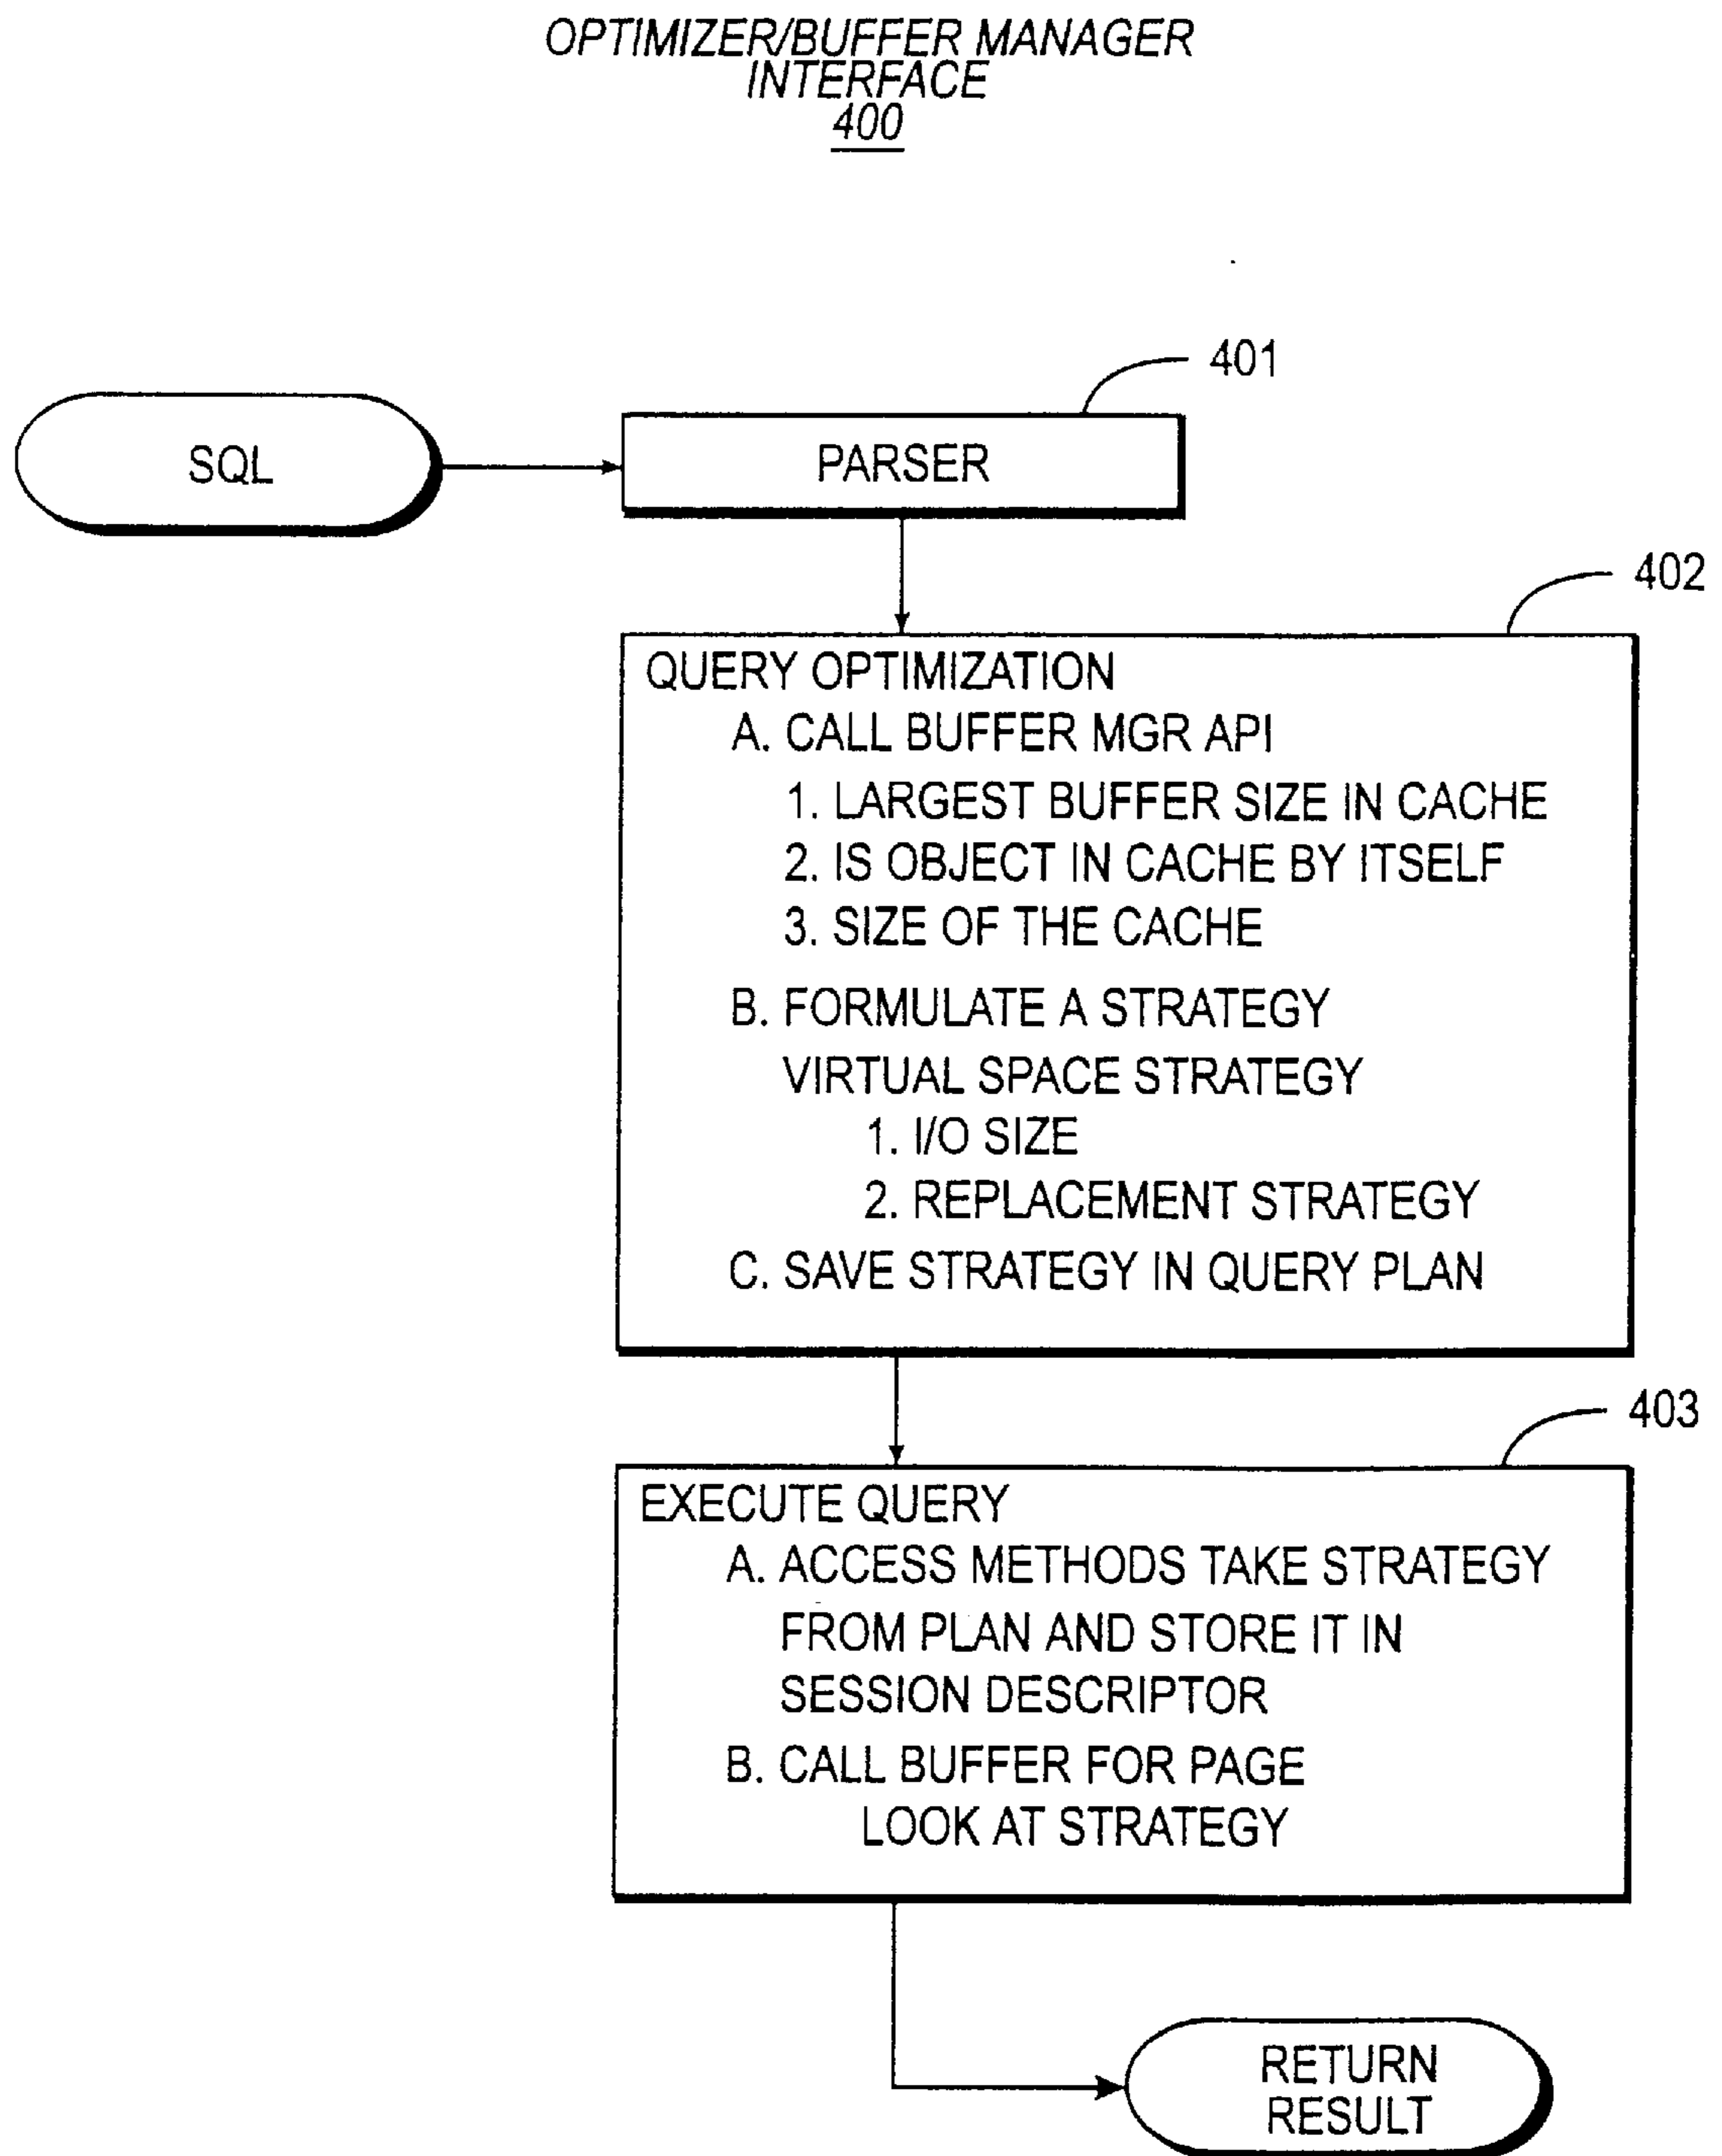 OPTIMIZER/BUFFER MANAGER
INTERFACE
400
401
SQL
PARSER
402
QUERY OPTIMIZATION
A. CALL BUFFER MGR API
1. LARGEST BUFFER SIZE IN CACHE
2. IS OBJECT IN CACHE BY ITSELF
3. SIZE OF THE CACHE
B. FORMULATE A STRATEGY
VIRTUAL SPACE STRATEGY
1. I/O SIZE
2. REPLACEMENT STRATEGY
C. SAVE STRATEGY IN QUERY PLAN
403
EXECUTE QUERY
A. ACCESS METHODS TAKE STRATEGY
FROM PLAN AND STORE IT IN
SESSION DESCRIPTOR
B. CALL BUFFER FOR PAGE
LOOK AT STRATEGY
RETURN
RESULT